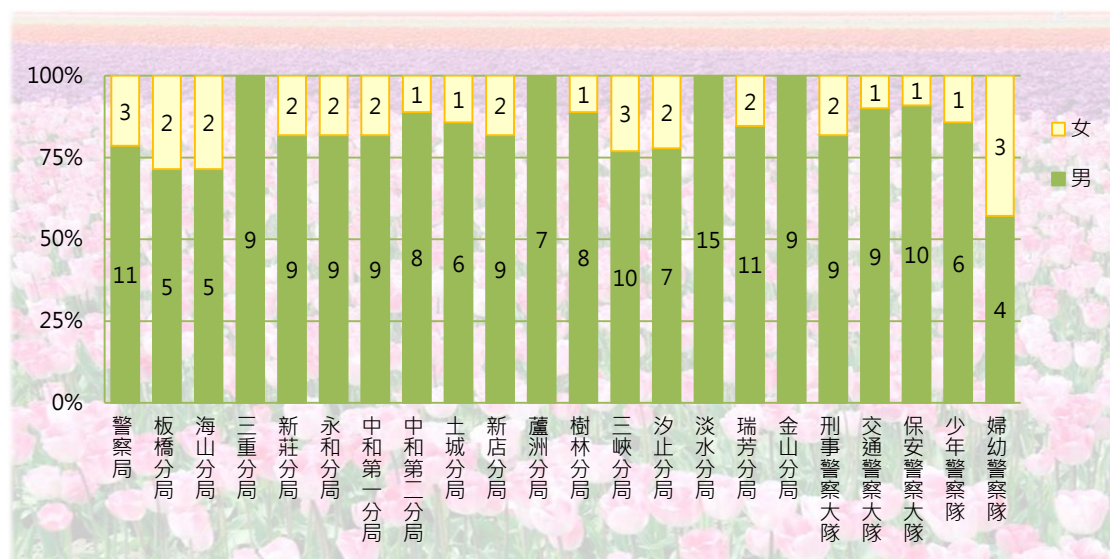 100%
75%
50%
25%
0%
3 2 2 2 2 2 1 1 2 1 3 2 2 2 1 1 1 3
11 5 5 9 9 9 9 8 6 9 7 8 10 7 15 11 9 9 9 10 6 4
女
男
警察局
板橋分局
海山分局
三重分局
新莊分局
永和分局
中和第一分局
中和第二分局
土城分局
新店分局
蘆洲分局
樹林分局
三峽分局
汐止分局
淡水分局
瑞芳分局
金山分局
刑事警察大隊
交通警察大隊
保安警察大隊
少年警察隊
婦幼警察隊